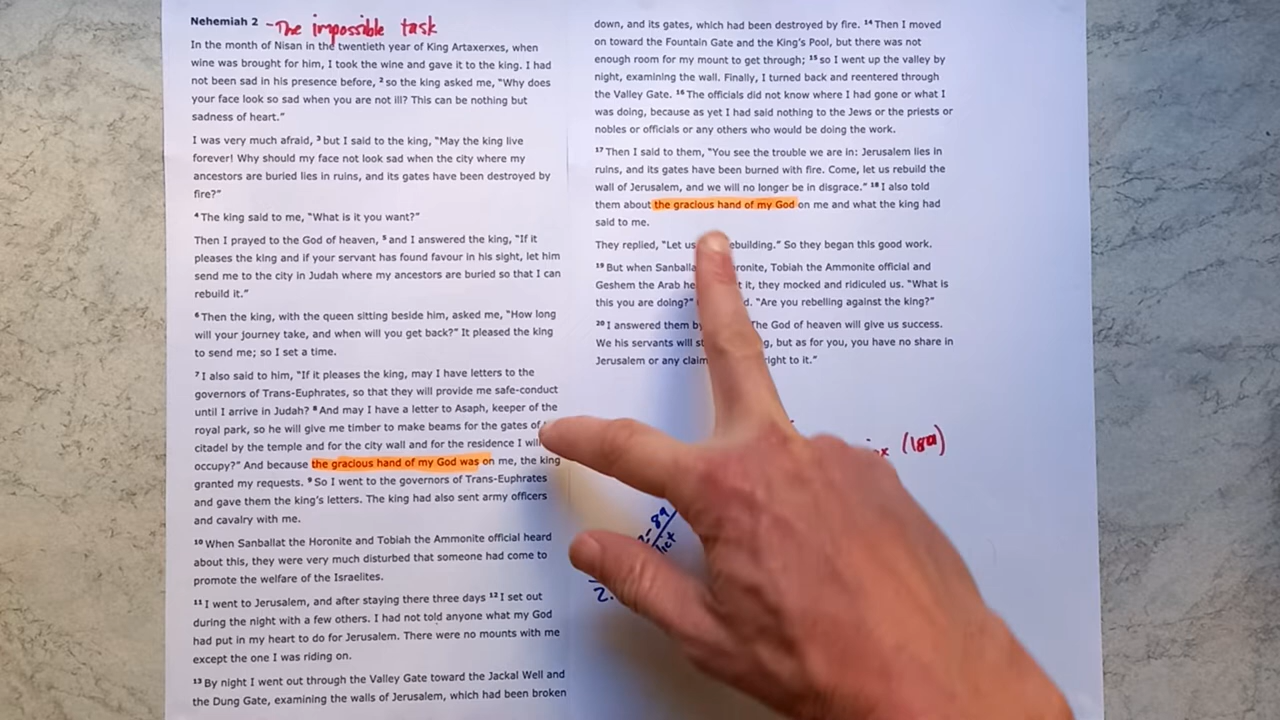 Nehemiah 2 - The impossible task
In the month of Nisan in the twentieth year of King Artaxerxes, when
wine was brought for him, I took the wine and gave it to the king. I had
not been sad in his presence before, ² so the king asked me, “Why does
your face look so sad when you are not ill? This can be nothing but
sadness of heart.”
I was very much afraid, ³ but I said to the king, “May the king live
forever! Why should my face not look sad when the city where my
ancestors are buried lies in ruins, and its gates have been destroyed by
fire?”
⁴ The king said to me, “What is it you want?”
Then I prayed to the God of heaven, ⁵ and I answered the king, “If it
pleases the king and if your servant has found favour in his sight, let him
send me to the city in Judah where my ancestors are buried so that I can
rebuild it.”
⁶ Then the king, with the queen sitting beside him, asked me, “How long
will your journey take, and when will you get back?” It pleased the king
to send me; so I set a time.
⁷ I also said to him, “If it pleases the king, may I have letters to the
governors of Trans-Euphrates, so that they will provide me safe-conduct
until I arrive in Judah? ⁸ And may I have a letter to Asaph, keeper of the
royal park, so he will give me timber to make beams for the gates of
citadel by the temple and for the city wall and for the residence I will
occupy?” And because the gracious hand of my God was on me, the king
granted my requests. ⁹ So I went to the governors of Trans-Euphrates
and gave them the king’s letters. The king had also sent army officers
and cavalry with me.
¹⁰ When Sanballat the Horonite and Tobiah the Ammonite official heard
about this, they were very much disturbed that someone had come to
promote the welfare of the Israelites.
¹¹ I went to Jerusalem, and after staying there three days ¹² I set out
during the night with a few others. I had not told anyone what my God
had put in my heart to do for Jerusalem. There were no mounts with me
except the one I was riding on.
¹³ By night I went out through the Valley Gate toward the Jackal Well and
the Dung Gate, examining the walls of Jerusalem, which had been broken
down, and its gates, which had been destroyed by fire. ¹⁴ Then I moved
on toward the Fountain Gate and the King’s Pool, but there was not
enough room for my mount to get through; ¹⁵ so I went up the valley by
night, examining the wall. Finally, I turned back and reentered through
the Valley Gate. ¹⁶ The officials did not know where I had gone or what I
was doing, because as yet I had said nothing to the Jews or the priests or
nobles or officials or any others who would be doing the work.
¹⁷ Then I said to them, “You see the trouble we are in: Jerusalem lies in
ruins, and its gates have been burned with fire. Come, let us rebuild the
wall of Jerusalem, and we will no longer be in disgrace.” ¹⁸ I also told
them about the gracious hand of my God on me and what the king had
said to me.
They replied, “Let us ebuilding.” So they began this good work.
¹⁹ But when Sanballa oronite, Tobiah the Ammonite official and
Geshem the Arab he t it, they mocked and ridiculed us. “What is
this you are doing?” d. “Are you rebelling against the king?”
²⁰ I answered them by The God of heaven will give us success.
We his servants will st g, but as for you, you have no share in
Jerusalem or any claim right to it.”